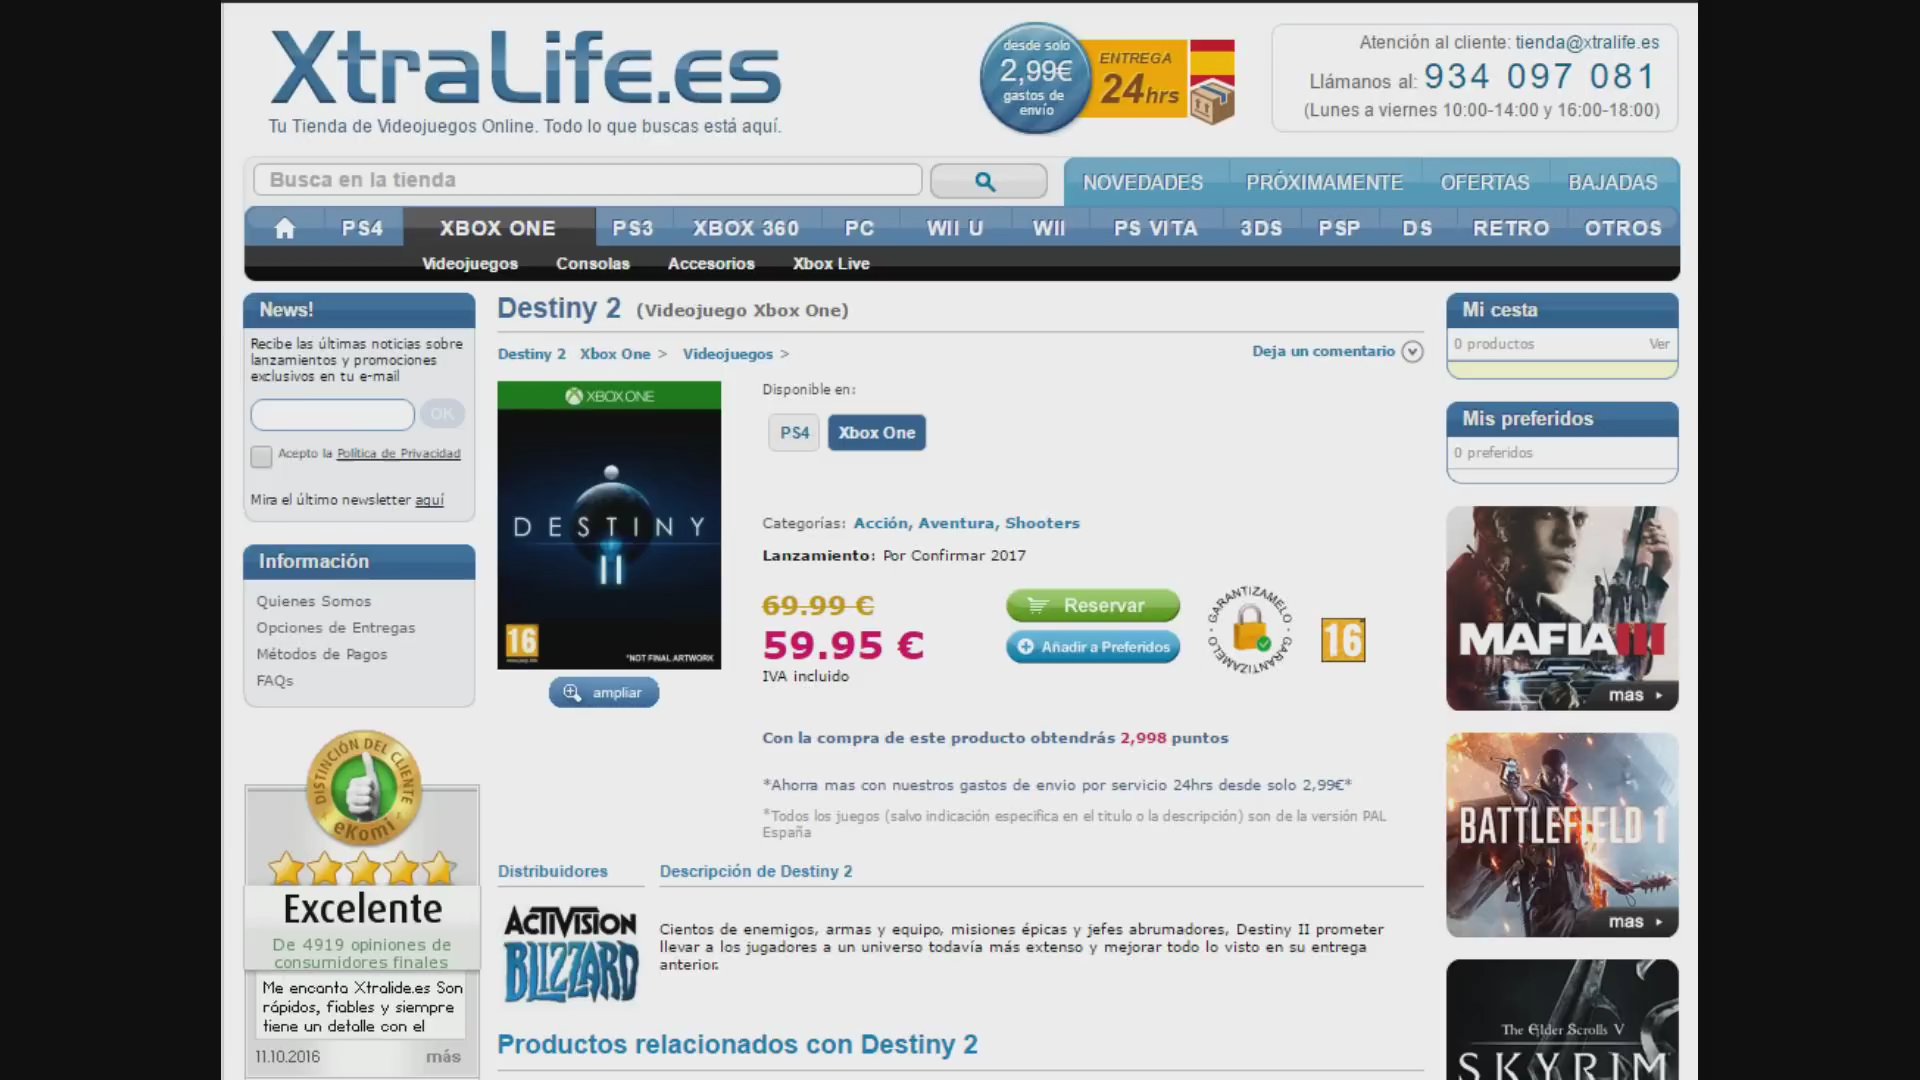 XtraLife.es
Tu Tienda de Videojuegos Online. Todo lo que buscas está aquí.
desde solo
2,99€
gastos de
envío
ENTREGA
24hrs
Atención al cliente: tienda@xtralife.es
Llámanos al: 934 097 081
(Lunes a viernes 10:00-14:00 y 16:00-18:00)
Busca en la tienda
NOVEDADES PRÓXIMAMENTE OFERTAS BAJADAS
PS4 XBOX ONE PS3 XBOX 360 PC WII U WII PS VITA 3DS PSP DS RETRO OTROS
Videojuegos Consolas Accesorios Xbox Live
News!
Recibe las últimas noticias sobre
lanzamientos y promociones
exclusivos en tu e-mail
OK
Acepto la Política de Privacidad
Mira el último newsletter aquí
Información
Quienes Somos
Opciones de Entregas
Métodos de Pagos
FAQs
DISTINCIÓN DEL CLIENTE
eKomi
Excelente
De 4919 opiniones de
consumidores finales
Me encanta Xtralide.es Son
rápidos, fiables y siempre
tiene un detalle con el
11.10.2016 más
Destiny 2 (Videojuego Xbox One)
Destiny 2 Xbox One > Videojuegos >
Deja un comentario
XBOX ONE
DESTINY
II
16
*NOT FINAL ARTWORK
ampliar
Disponible en:
PS4 Xbox One
Categorías: Acción, Aventura, Shooters
Lanzamiento: Por Confirmar 2017
69.99 €
59.95 €
IVA incluido
Reservar
Añadir a Preferidos
GARANTIZAMELO · GARANTIZAMELO
16
Con la compra de este producto obtendrás 2,998 puntos
*Ahorra mas con nuestros gastos de envio por servicio 24hrs desde solo 2,99€*
*Todos los juegos (salvo indicación especifica en el titulo o la descripción) son de la versión PAL
España
Distribuidores
ACTIVISION
BLIZZARD
Descripción de Destiny 2
Cientos de enemigos, armas y equipo, misiones épicas y jefes abrumadores, Destiny II prometer
llevar a los jugadores a un universo todavía más extenso y mejorar todo lo visto en su entrega
anterior.
Productos relacionados con Destiny 2
Mi cesta
0 productos Ver
Mis preferidos
0 preferidos
MAFIA III
mas
BATTLEFIELD 1
mas
The Elder Scrolls V
SKYRIM